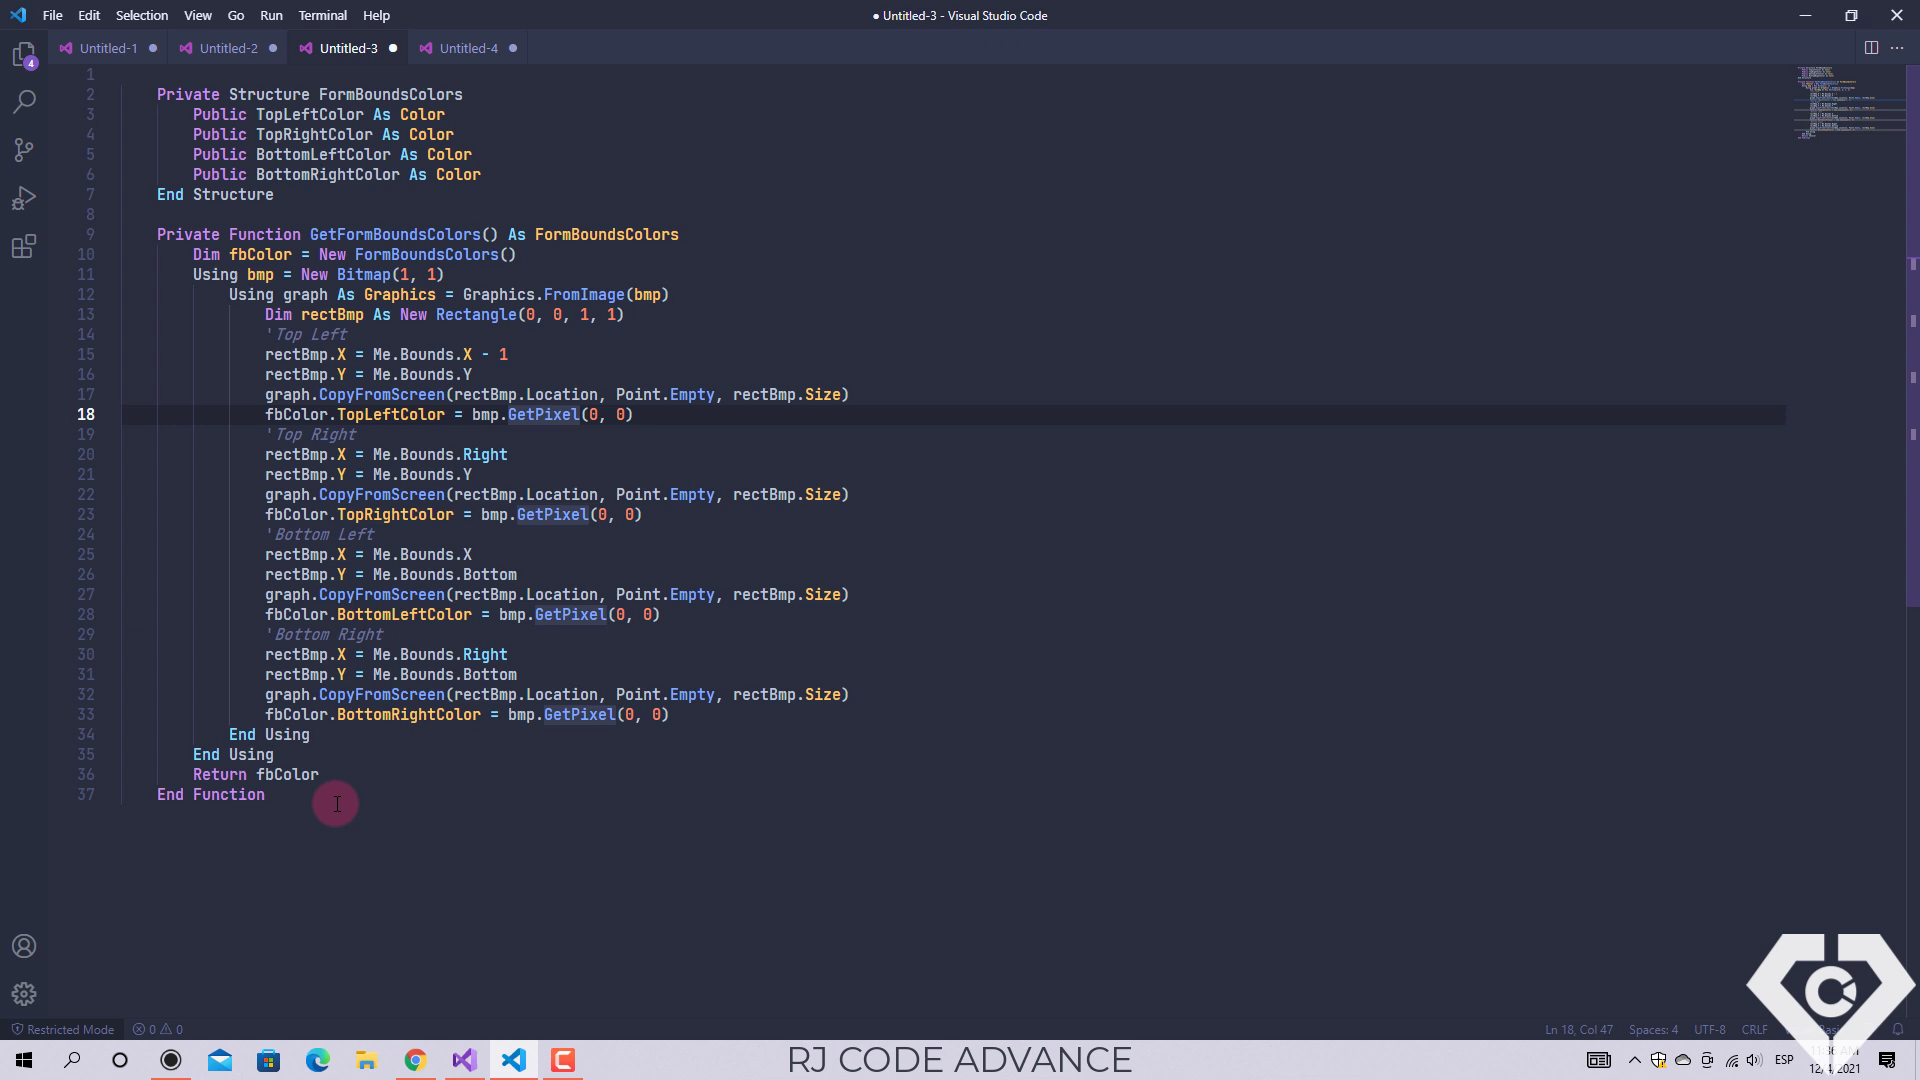 File Edit Selection View Go Run Terminal Help
● Untitled-3 - Visual Studio Code
Untitled-1 Untitled-2 Untitled-3 Untitled-4
4
1
2 Private Structure FormBoundsColors
3 Public TopLeftColor As Color
4 Public TopRightColor As Color
5 Public BottomLeftColor As Color
6 Public BottomRightColor As Color
7 End Structure
8
9 Private Function GetFormBoundsColors() As FormBoundsColors
10 Dim fbColor = New FormBoundsColors()
11 Using bmp = New Bitmap(1, 1)
12 Using graph As Graphics = Graphics.FromImage(bmp)
13 Dim rectBmp As New Rectangle(0, 0, 1, 1)
14 'Top Left
15 rectBmp.X = Me.Bounds.X - 1
16 rectBmp.Y = Me.Bounds.Y
17 graph.CopyFromScreen(rectBmp.Location, Point.Empty, rectBmp.Size)
18 fbColor.TopLeftColor = bmp.GetPixel(0, 0)
19 'Top Right
20 rectBmp.X = Me.Bounds.Right
21 rectBmp.Y = Me.Bounds.Y
22 graph.CopyFromScreen(rectBmp.Location, Point.Empty, rectBmp.Size)
23 fbColor.TopRightColor = bmp.GetPixel(0, 0)
24 'Bottom Left
25 rectBmp.X = Me.Bounds.X
26 rectBmp.Y = Me.Bounds.Bottom
27 graph.CopyFromScreen(rectBmp.Location, Point.Empty, rectBmp.Size)
28 fbColor.BottomLeftColor = bmp.GetPixel(0, 0)
29 'Bottom Right
30 rectBmp.X = Me.Bounds.Right
31 rectBmp.Y = Me.Bounds.Bottom
32 graph.CopyFromScreen(rectBmp.Location, Point.Empty, rectBmp.Size)
33 fbColor.BottomRightColor = bmp.GetPixel(0, 0)
34 End Using
35 End Using
36 Return fbColor
37 End Function
Restricted Mode 0 0
Ln 18, Col 47 Spaces: 4 UTF-8 CRLF
RJ CODE ADVANCE
ESP
12/4/2021